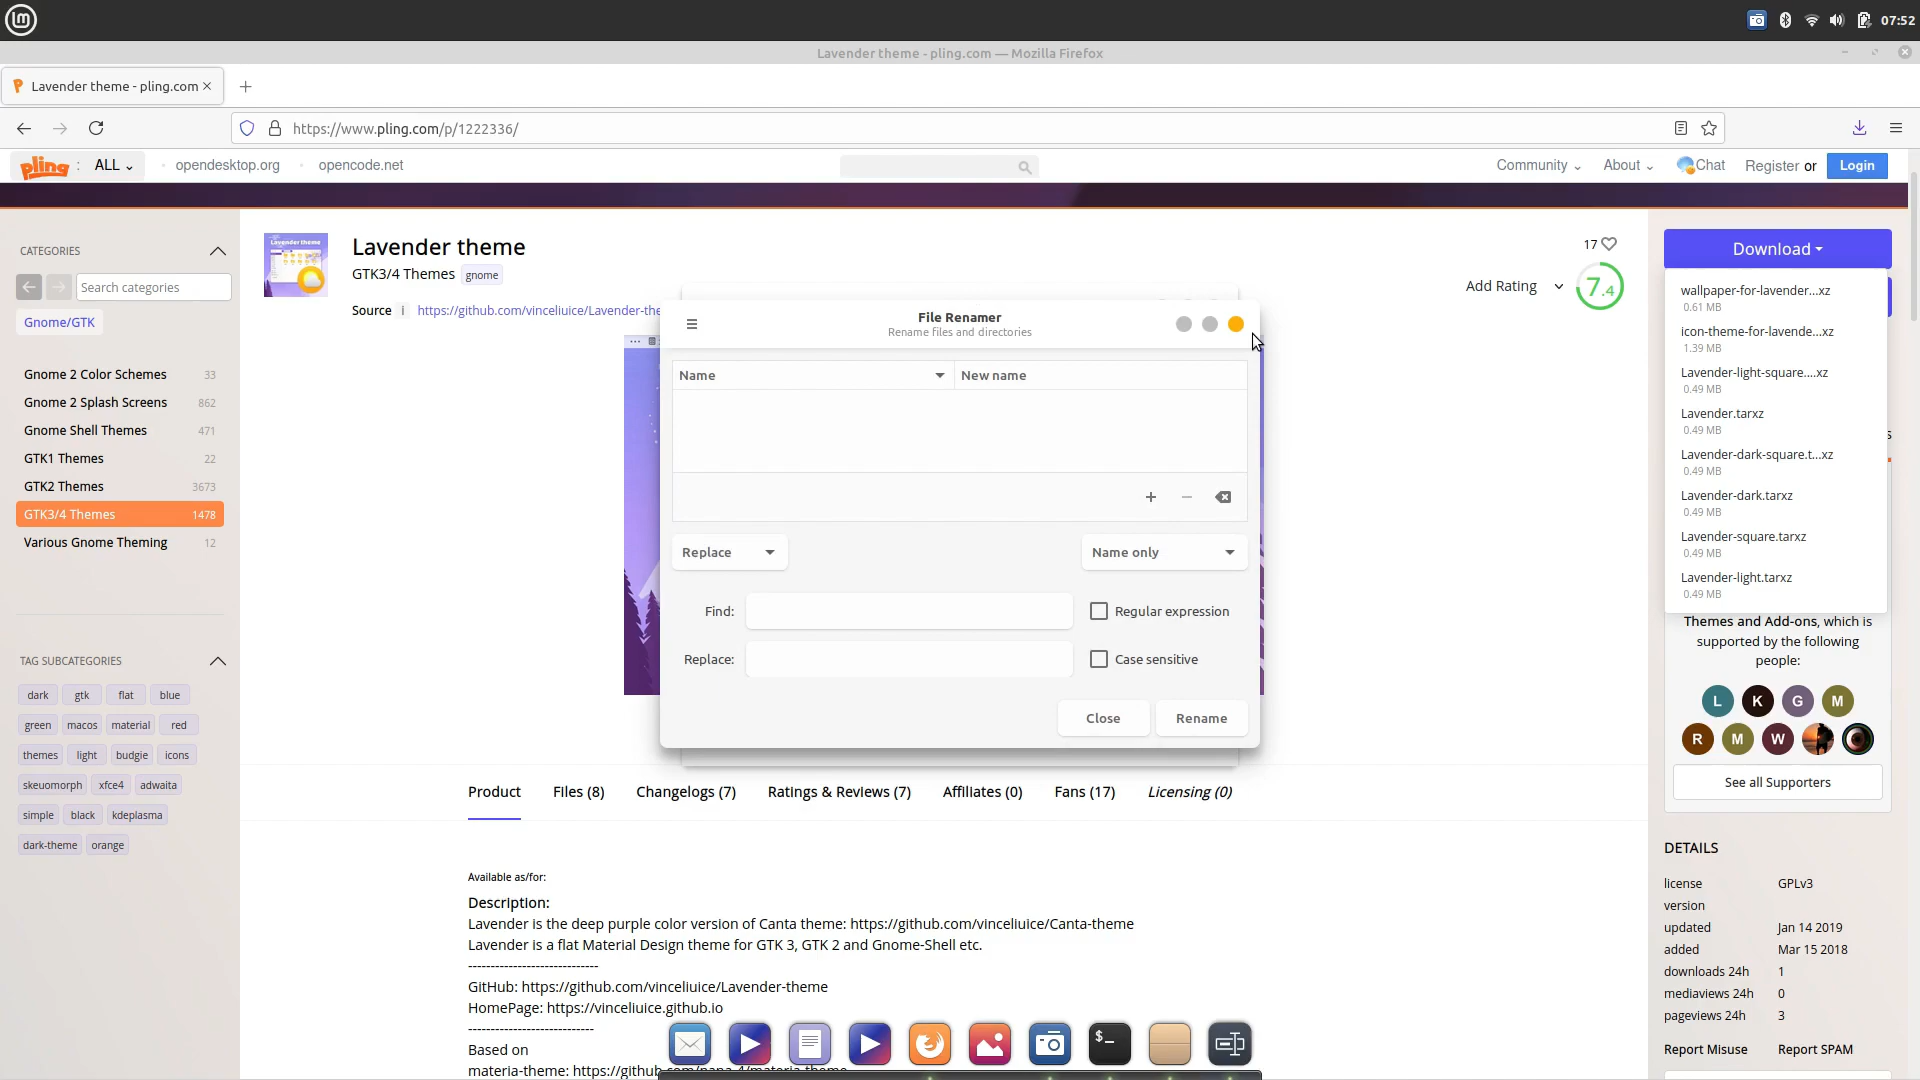 07:52
Lavender theme - pling.com — Mozilla Firefox
Lavender theme - pling.com
https://www.pling.com/p/1222336/
pling : ALL
opendesktop.org
opencode.net
Community
About
Chat
Register or
Login
CATEGORIES
Search categories
Gnome/GTK
Gnome 2 Color Schemes 33
Gnome 2 Splash Screens 862
Gnome Shell Themes 471
GTK1 Themes 22
GTK2 Themes 3673
GTK3/4 Themes 1478
Various Gnome Theming 12
TAG SUBCATEGORIES
dark gtk flat blue
green macos material red
themes light budgie icons
skeuomorph xfce4 adwaita
simple black kdeplasma
dark-theme orange
Lavender theme
Lavender theme
GTK3/4 Themes gnome
Source i https://github.com/vinceliuice/Lavender-the
17
Add Rating
7.4
File Renamer
Rename files and directories
Name
New name
Replace
Name only
Find:
Regular expression
Replace:
Case sensitive
Close
Rename
Product
Files (8)
Changelogs (7)
Ratings & Reviews (7)
Affiliates (0)
Fans (17)
Licensing (0)
Available as/for:
Description:
Lavender is the deep purple color version of Canta theme: https://github.com/vinceliuice/Canta-theme
Lavender is a flat Material Design theme for GTK 3, GTK 2 and Gnome-Shell etc.
----------------------------
GitHub: https://github.com/vinceliuice/Lavender-theme
HomePage: https://vinceliuice.github.io
---------------------------
Based on
materia-theme: https://github.com/nana-4/materia-theme
Download
wallpaper-for-lavender...xz
0.61 MB
icon-theme-for-lavende...xz
1.39 MB
Lavender-light-square....xz
0.49 MB
Lavender.tarxz
0.49 MB
Lavender-dark-square.t...xz
0.49 MB
Lavender-dark.tarxz
0.49 MB
Lavender-square.tarxz
0.49 MB
Lavender-light.tarxz
0.49 MB
Themes and Add-ons, which is
supported by the following
people:
L K G M
R M W
See all Supporters
DETAILS
license GPLv3
version
updated Jan 14 2019
added Mar 15 2018
downloads 24h 1
mediaviews 24h 0
pageviews 24h 3
Report Misuse Report SPAM